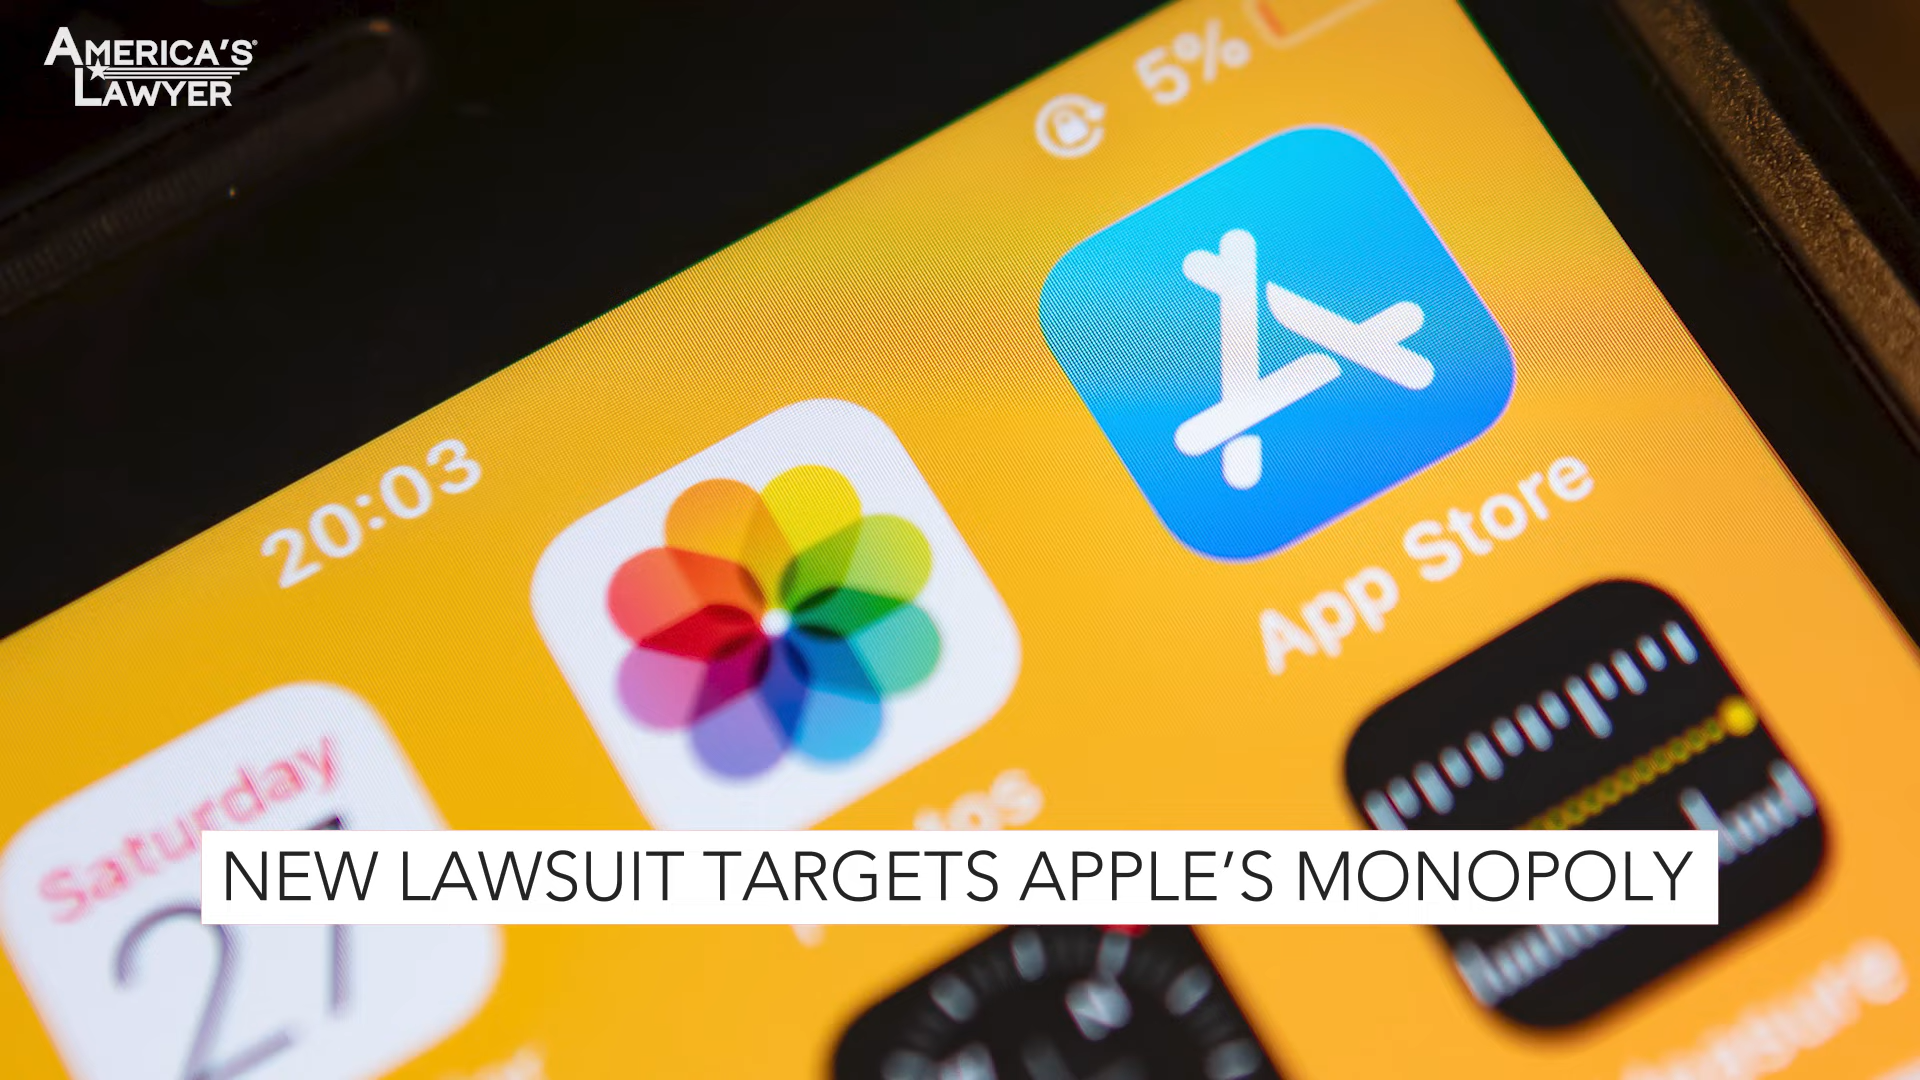 AMERICA'S®
LAWYER
5%
20:03
App Store
Saturday
27
NEW LAWSUIT TARGETS APPLE’S MONOPOLY
N